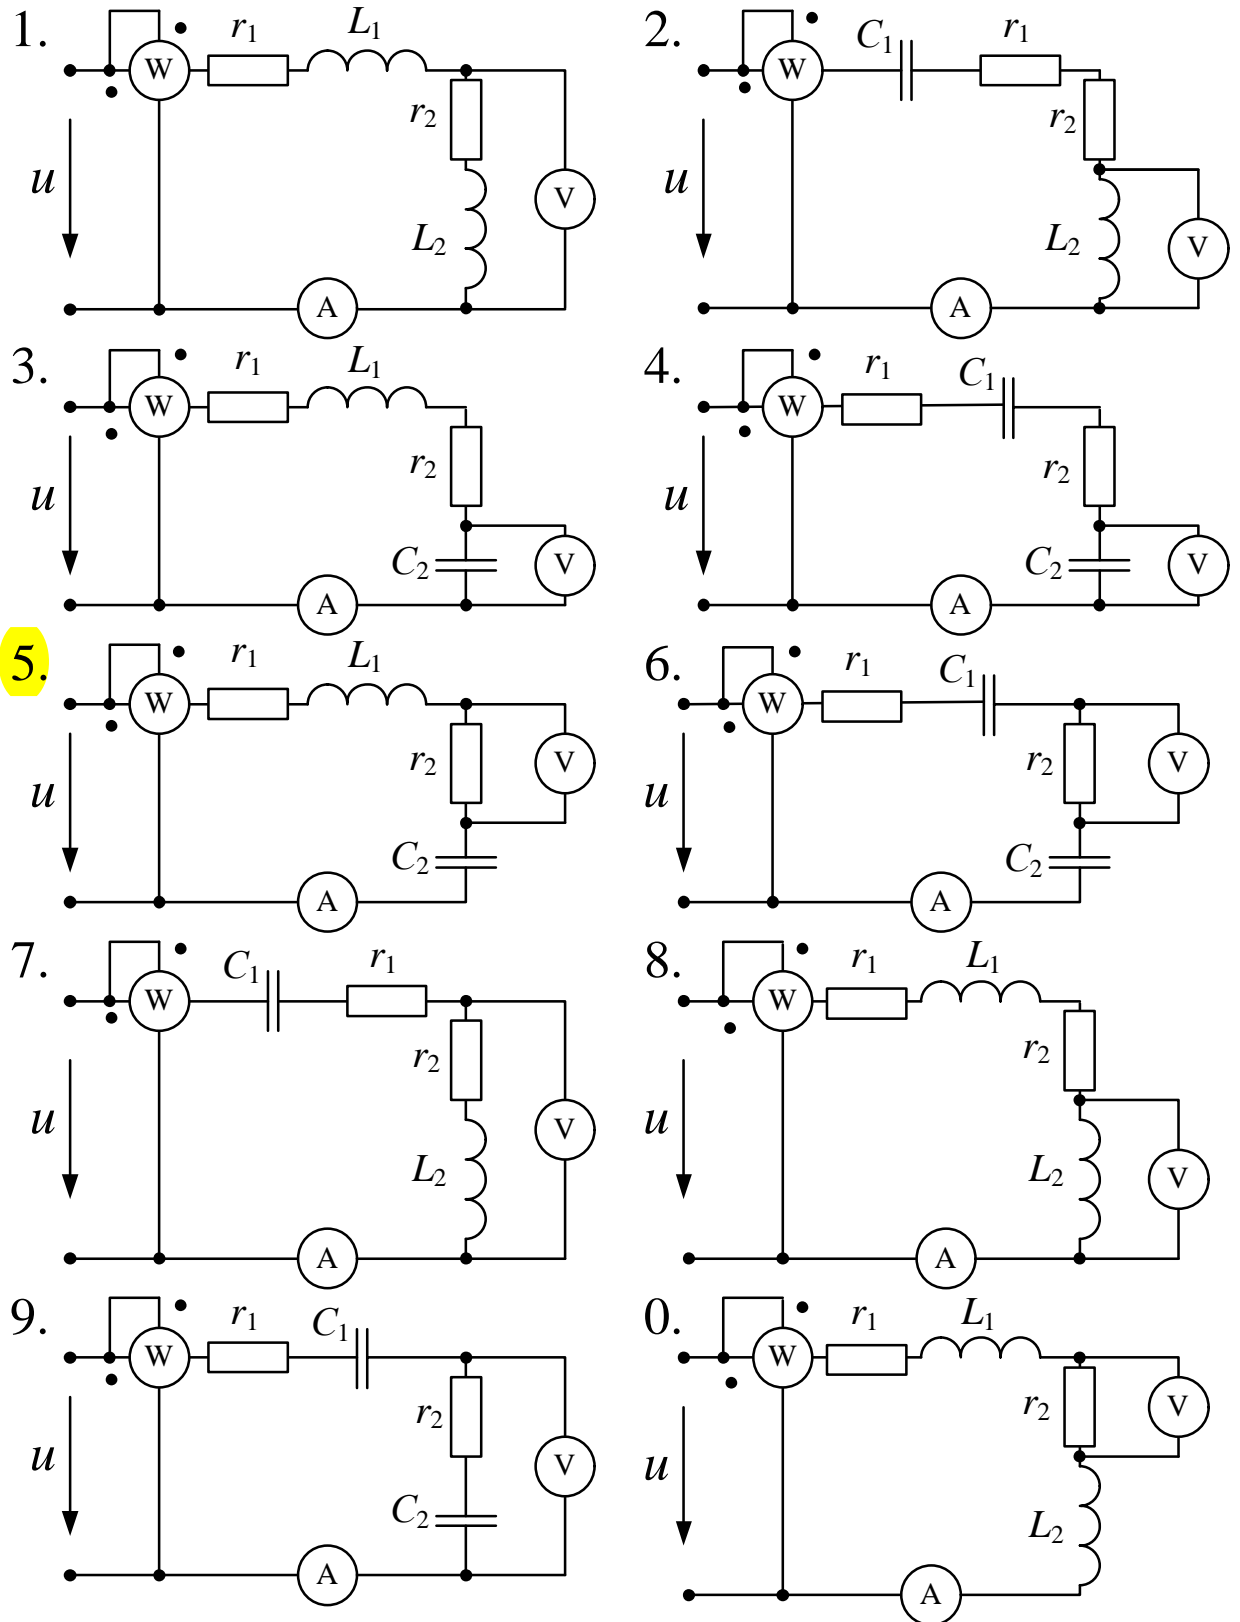 1. W r1 L1 r2 L2 V A u
2. W C1 r1 r2 L2 V A u
3. W r1 L1 r2 C2 V A u
4. W r1 C1 r2 C2 V A u
5. W r1 L1 r2 C2 V A u
6. W r1 C1 r2 C2 V A u
7. W C1 r1 r2 L2 V A u
8. W r1 L1 r2 L2 V A u
9. W r1 C1 r2 C2 V A u
0. W r1 L1 r2 L2 V A u